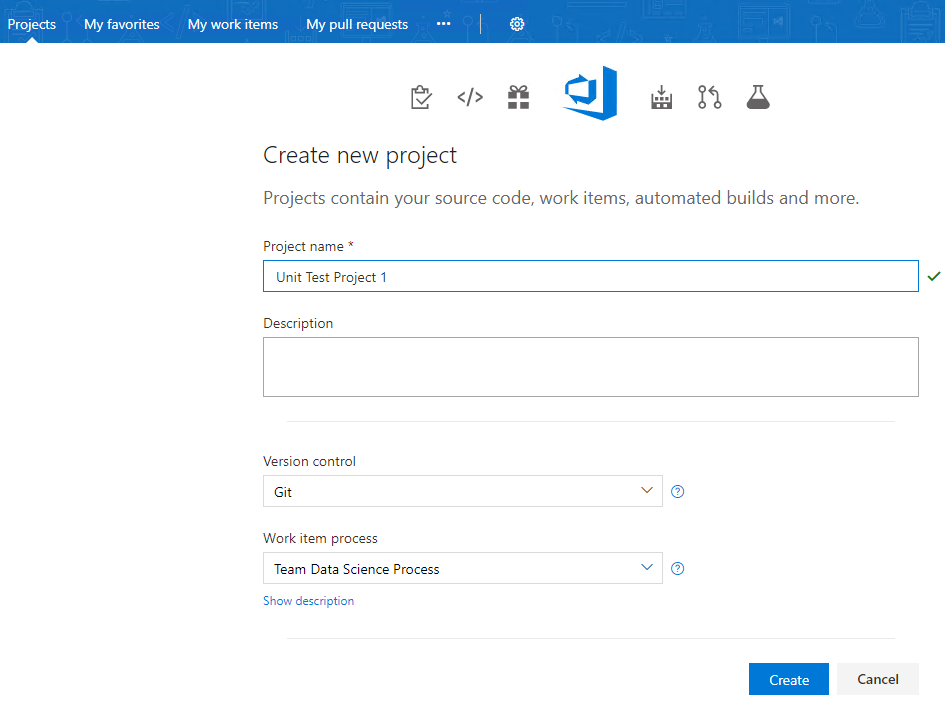 Projects My favorites My work items My pull requests ...
</>
Create new project
Projects contain your source code, work items, automated builds and more.
Project name *
Unit Test Project 1
Description
Version control
Git
?
Work item process
Team Data Science Process
?
Show description
Create Cancel